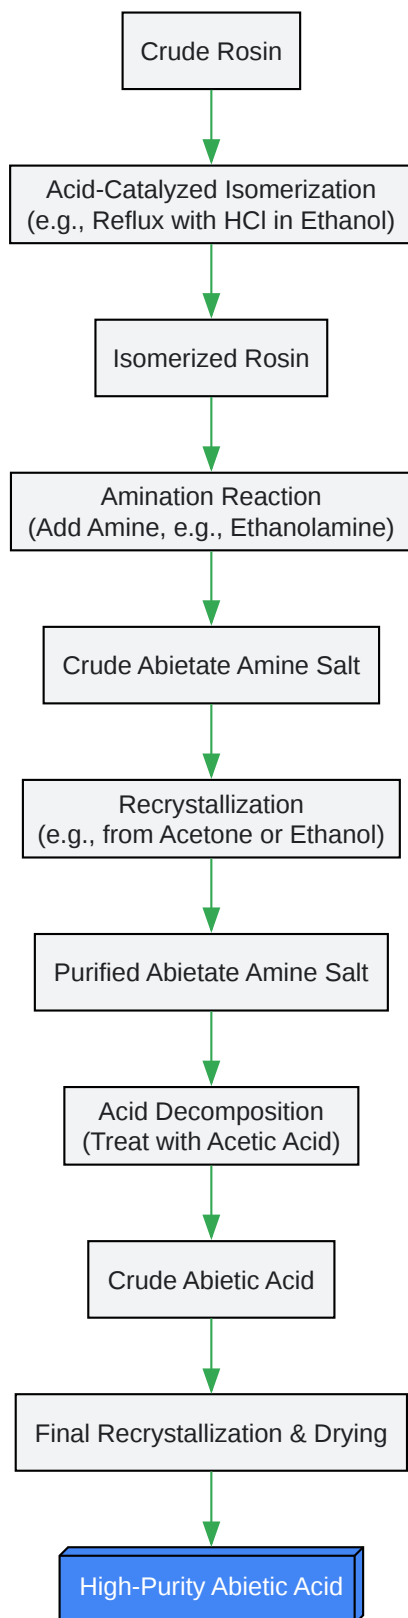 Crude Rosin
Acid-Catalyzed Isomerization
(e.g., Reflux with HCl in Ethanol)
Isomerized Rosin
Amination Reaction
(Add Amine, e.g., Ethanolamine)
Crude Abietate Amine Salt
Recrystallization
(e.g., from Acetone or Ethanol)
Purified Abietate Amine Salt
Acid Decomposition
(Treat with Acetic Acid)
Crude Abietic Acid
Final Recrystallization & Drying
High-Purity Abietic Acid